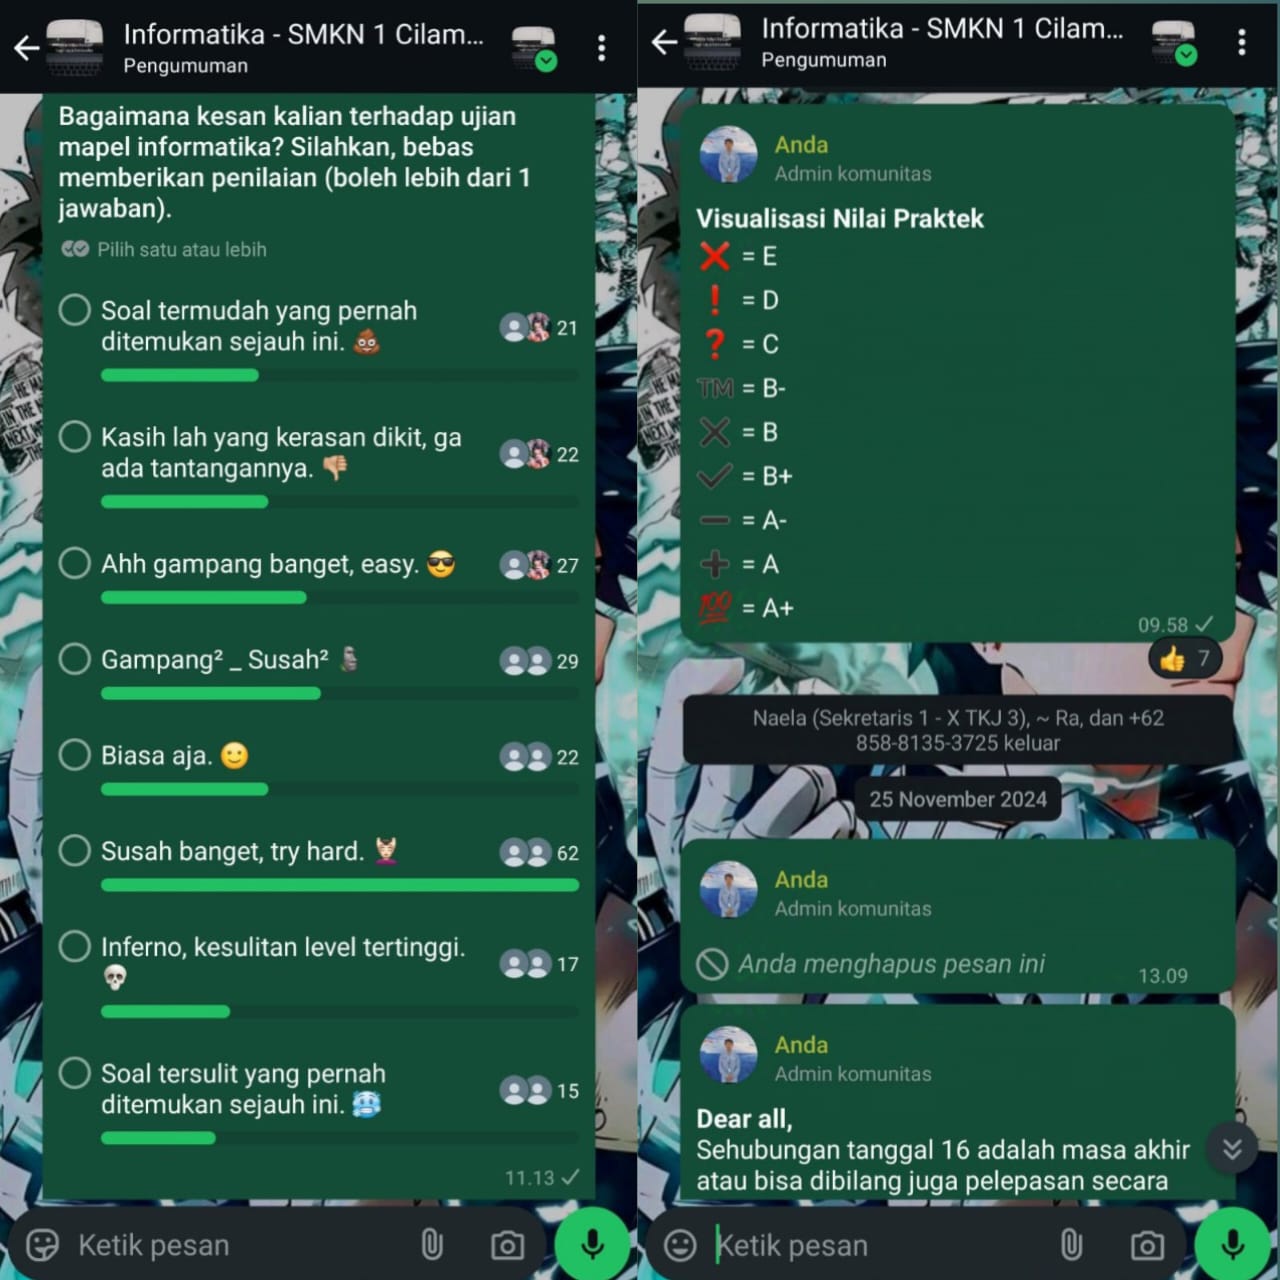 Informatika - SMKN 1 Cilam...
Pengumuman
Bagaimana kesan kalian terhadap ujian
mapel informatika? Silahkan, bebas
memberikan penilaian (boleh lebih dari 1
jawaban).
Pilih satu atau lebih
Soal termudah yang pernah
ditemukan sejauh ini. 💩 21
Kasih lah yang kerasan dikit, ga
ada tantangannya. 👎🏼 22
Ahh gampang banget, easy. 😎 27
Gampang² _ Susah² 🗿 29
Biasa aja. 🙂 22
Susah banget, try hard. 💆🏻 62
Inferno, kesulitan level tertinggi.
💀 17
Soal tersulit yang pernah
ditemukan sejauh ini. 🥶 15
11.13
Ketik pesan
Informatika - SMKN 1 Cilam...
Pengumuman
Anda
Admin komunitas
Visualisasi Nilai Praktek
❌ = E
❗ = D
❓ = C
™️ = B-
✖️ = B
✔️ = B+
➖ = A-
➕ = A
💯 = A+
09.58
👍 7
Naela (Sekretaris 1 - X TKJ 3), ~ Ra, dan +62
858-8135-3725 keluar
25 November 2024
Anda
Admin komunitas
Anda menghapus pesan ini
13.09
Anda
Admin komunitas
Dear all,
Sehubungan tanggal 16 adalah masa akhir
atau bisa dibilang juga pelepasan secara
Ketik pesan